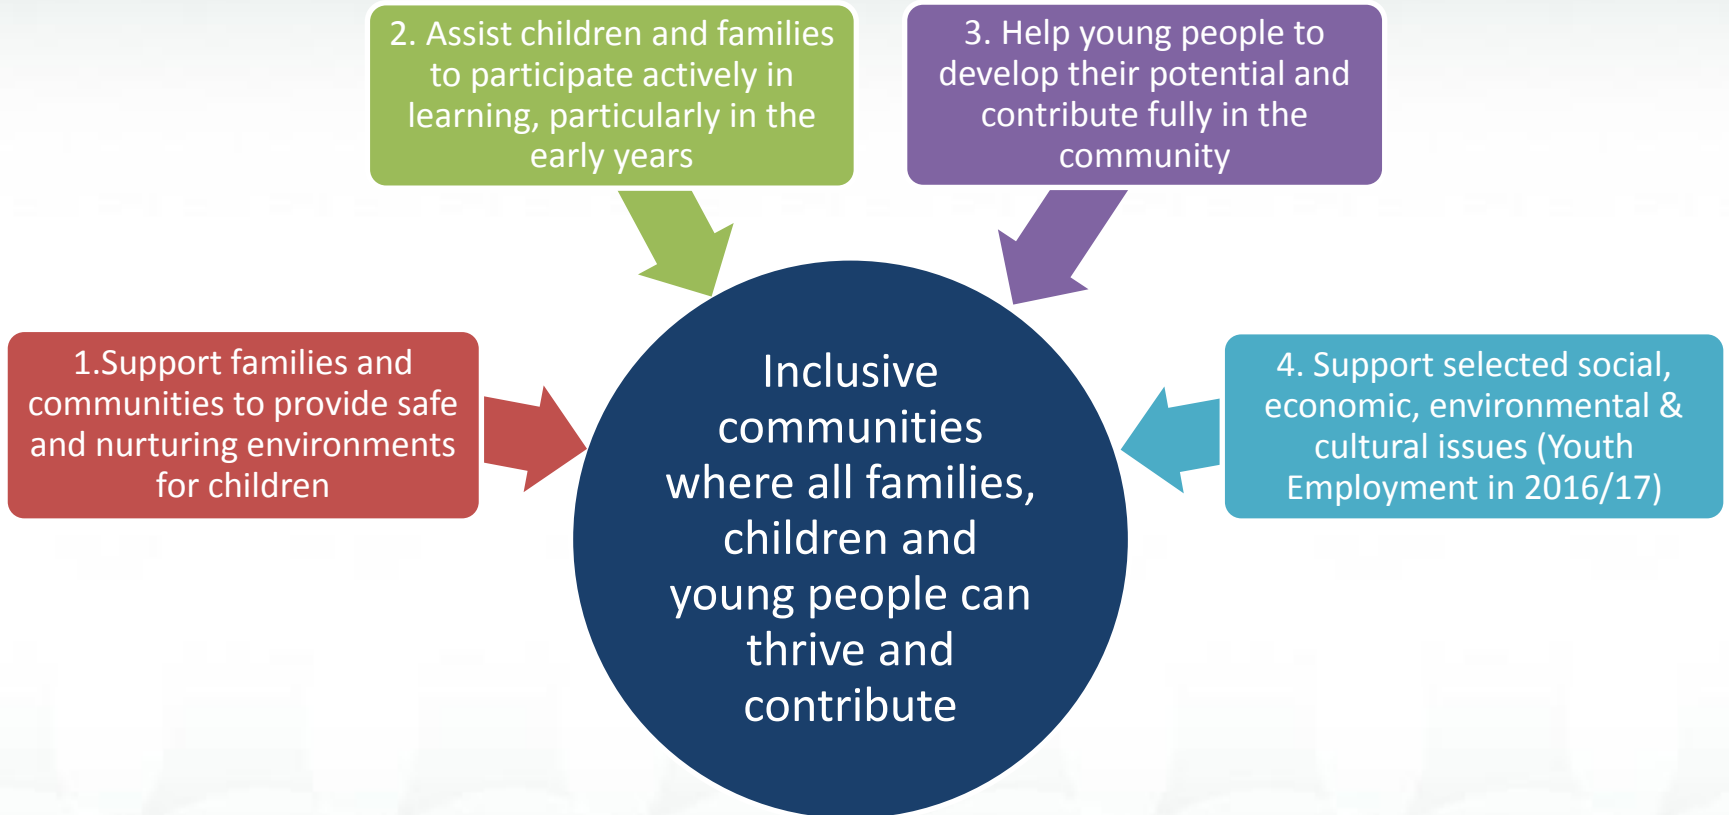 2. Assist children and families
to participate actively in
learning, particularly in the
early years
3. Help young people to
develop their potential and
contribute fully in the
community
1.Support families and
communities to provide safe
and nurturing environments
for children
4. Support selected social,
economic, environmental &
cultural issues (Youth
Employment in 2016/17)
Inclusive
communities
where all families,
children and
young people can
thrive and
contribute